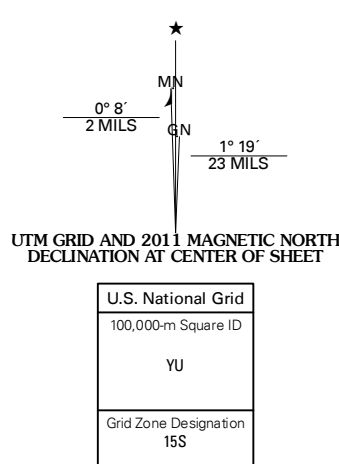 ★
MN
0° 8´
2 MILS
GN
1° 19´
23 MILS
UTM GRID AND 2011 MAGNETIC NORTH
DECLINATION AT CENTER OF SHEET
U.S. National Grid
100,000-m Square ID
YU
Grid Zone Designation
15S